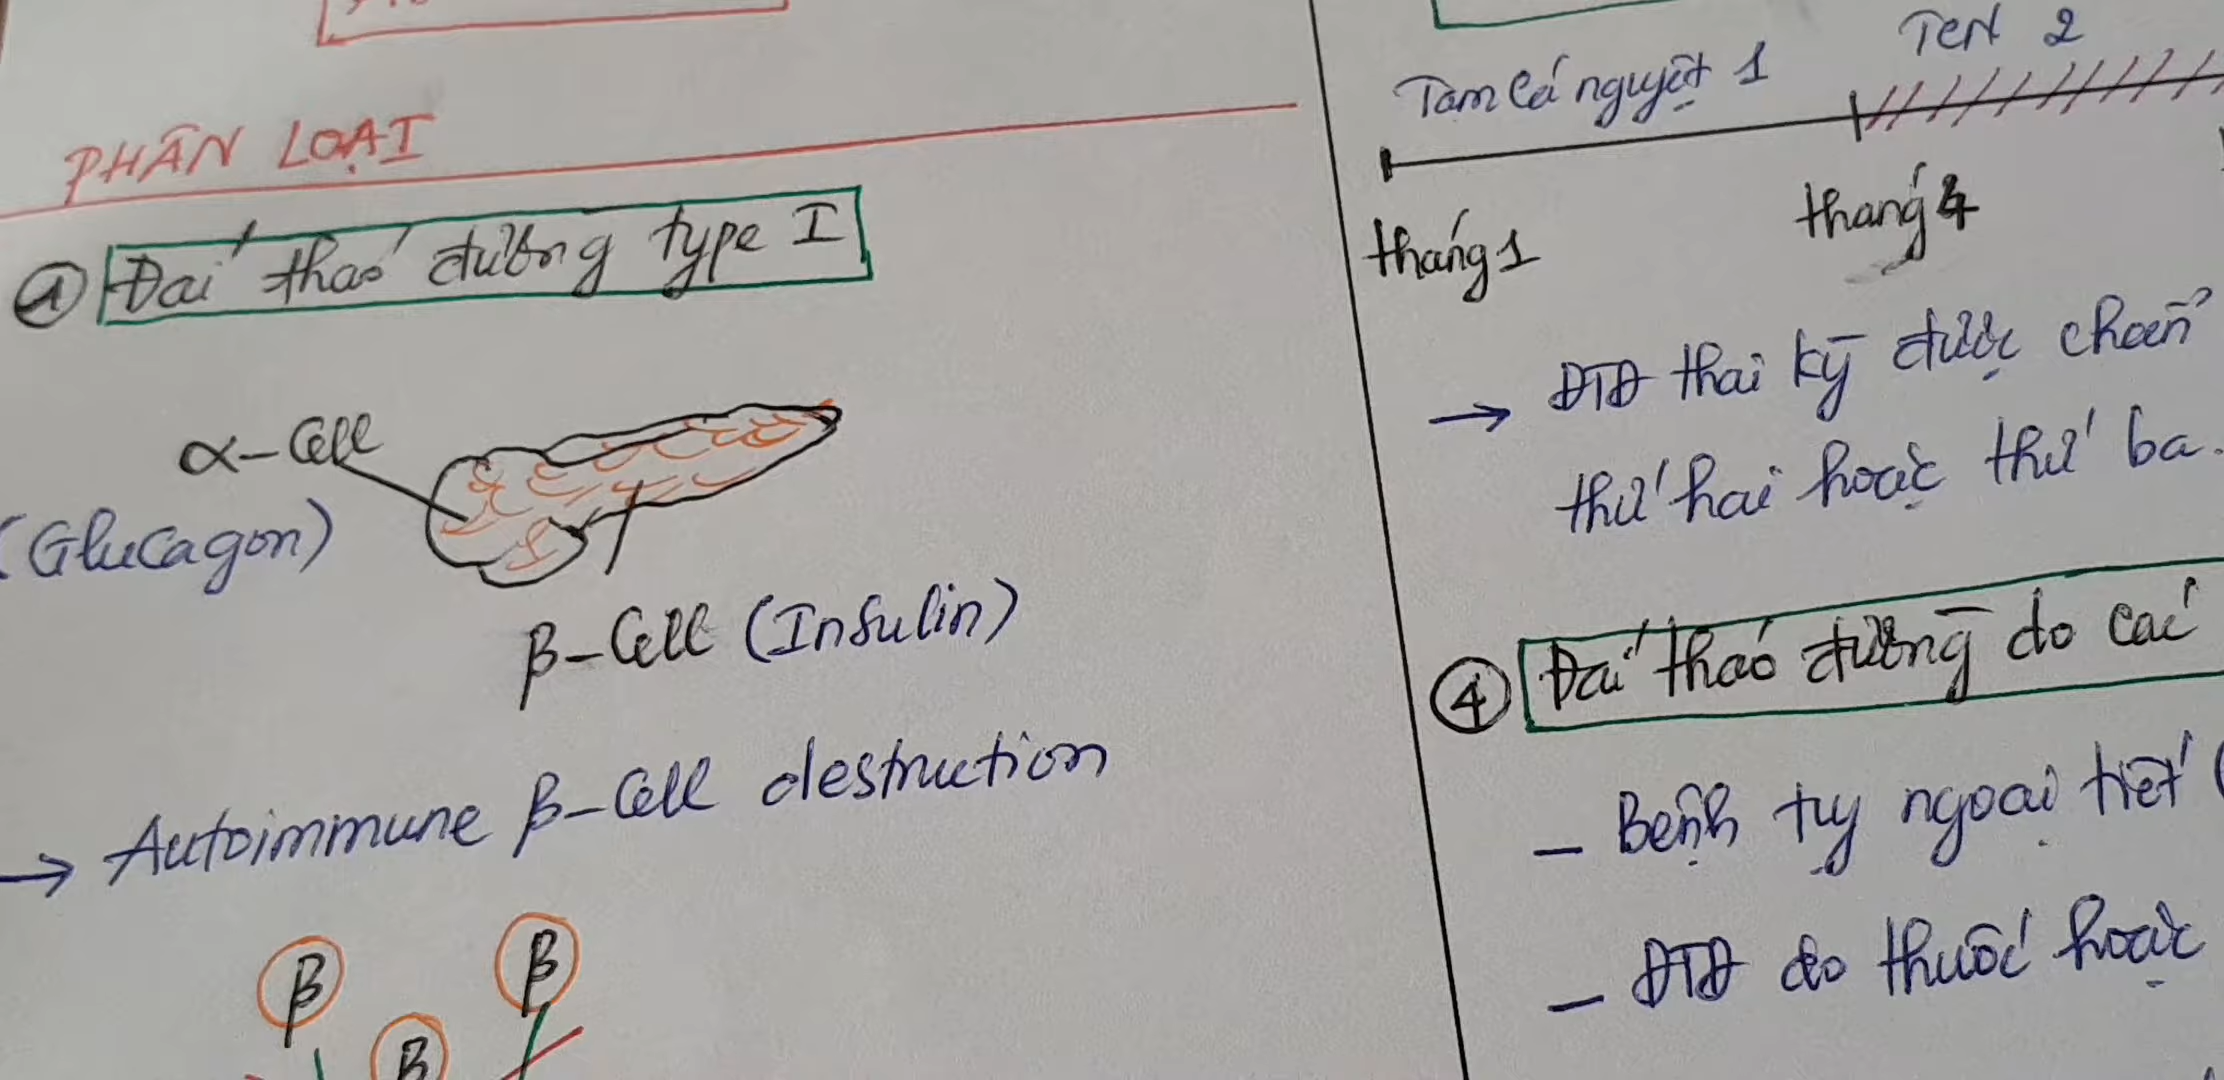 PHÂN LOẠI
① Đái tháo đường type I
α-Cell
(Glucagon)
β-Cell (Insulin)
→ Autoimmune β-Cell destruction
β
β
β
Tam cá nguyệt 1
TCN 2
tháng 1
tháng 4
→ ĐTĐ thai kỳ được chẩn
thứ hai hoặc thứ ba.
④ Đái tháo đường do các
- Bệnh tụy ngoại tiết (
- ĐTĐ do thuốc hoặc